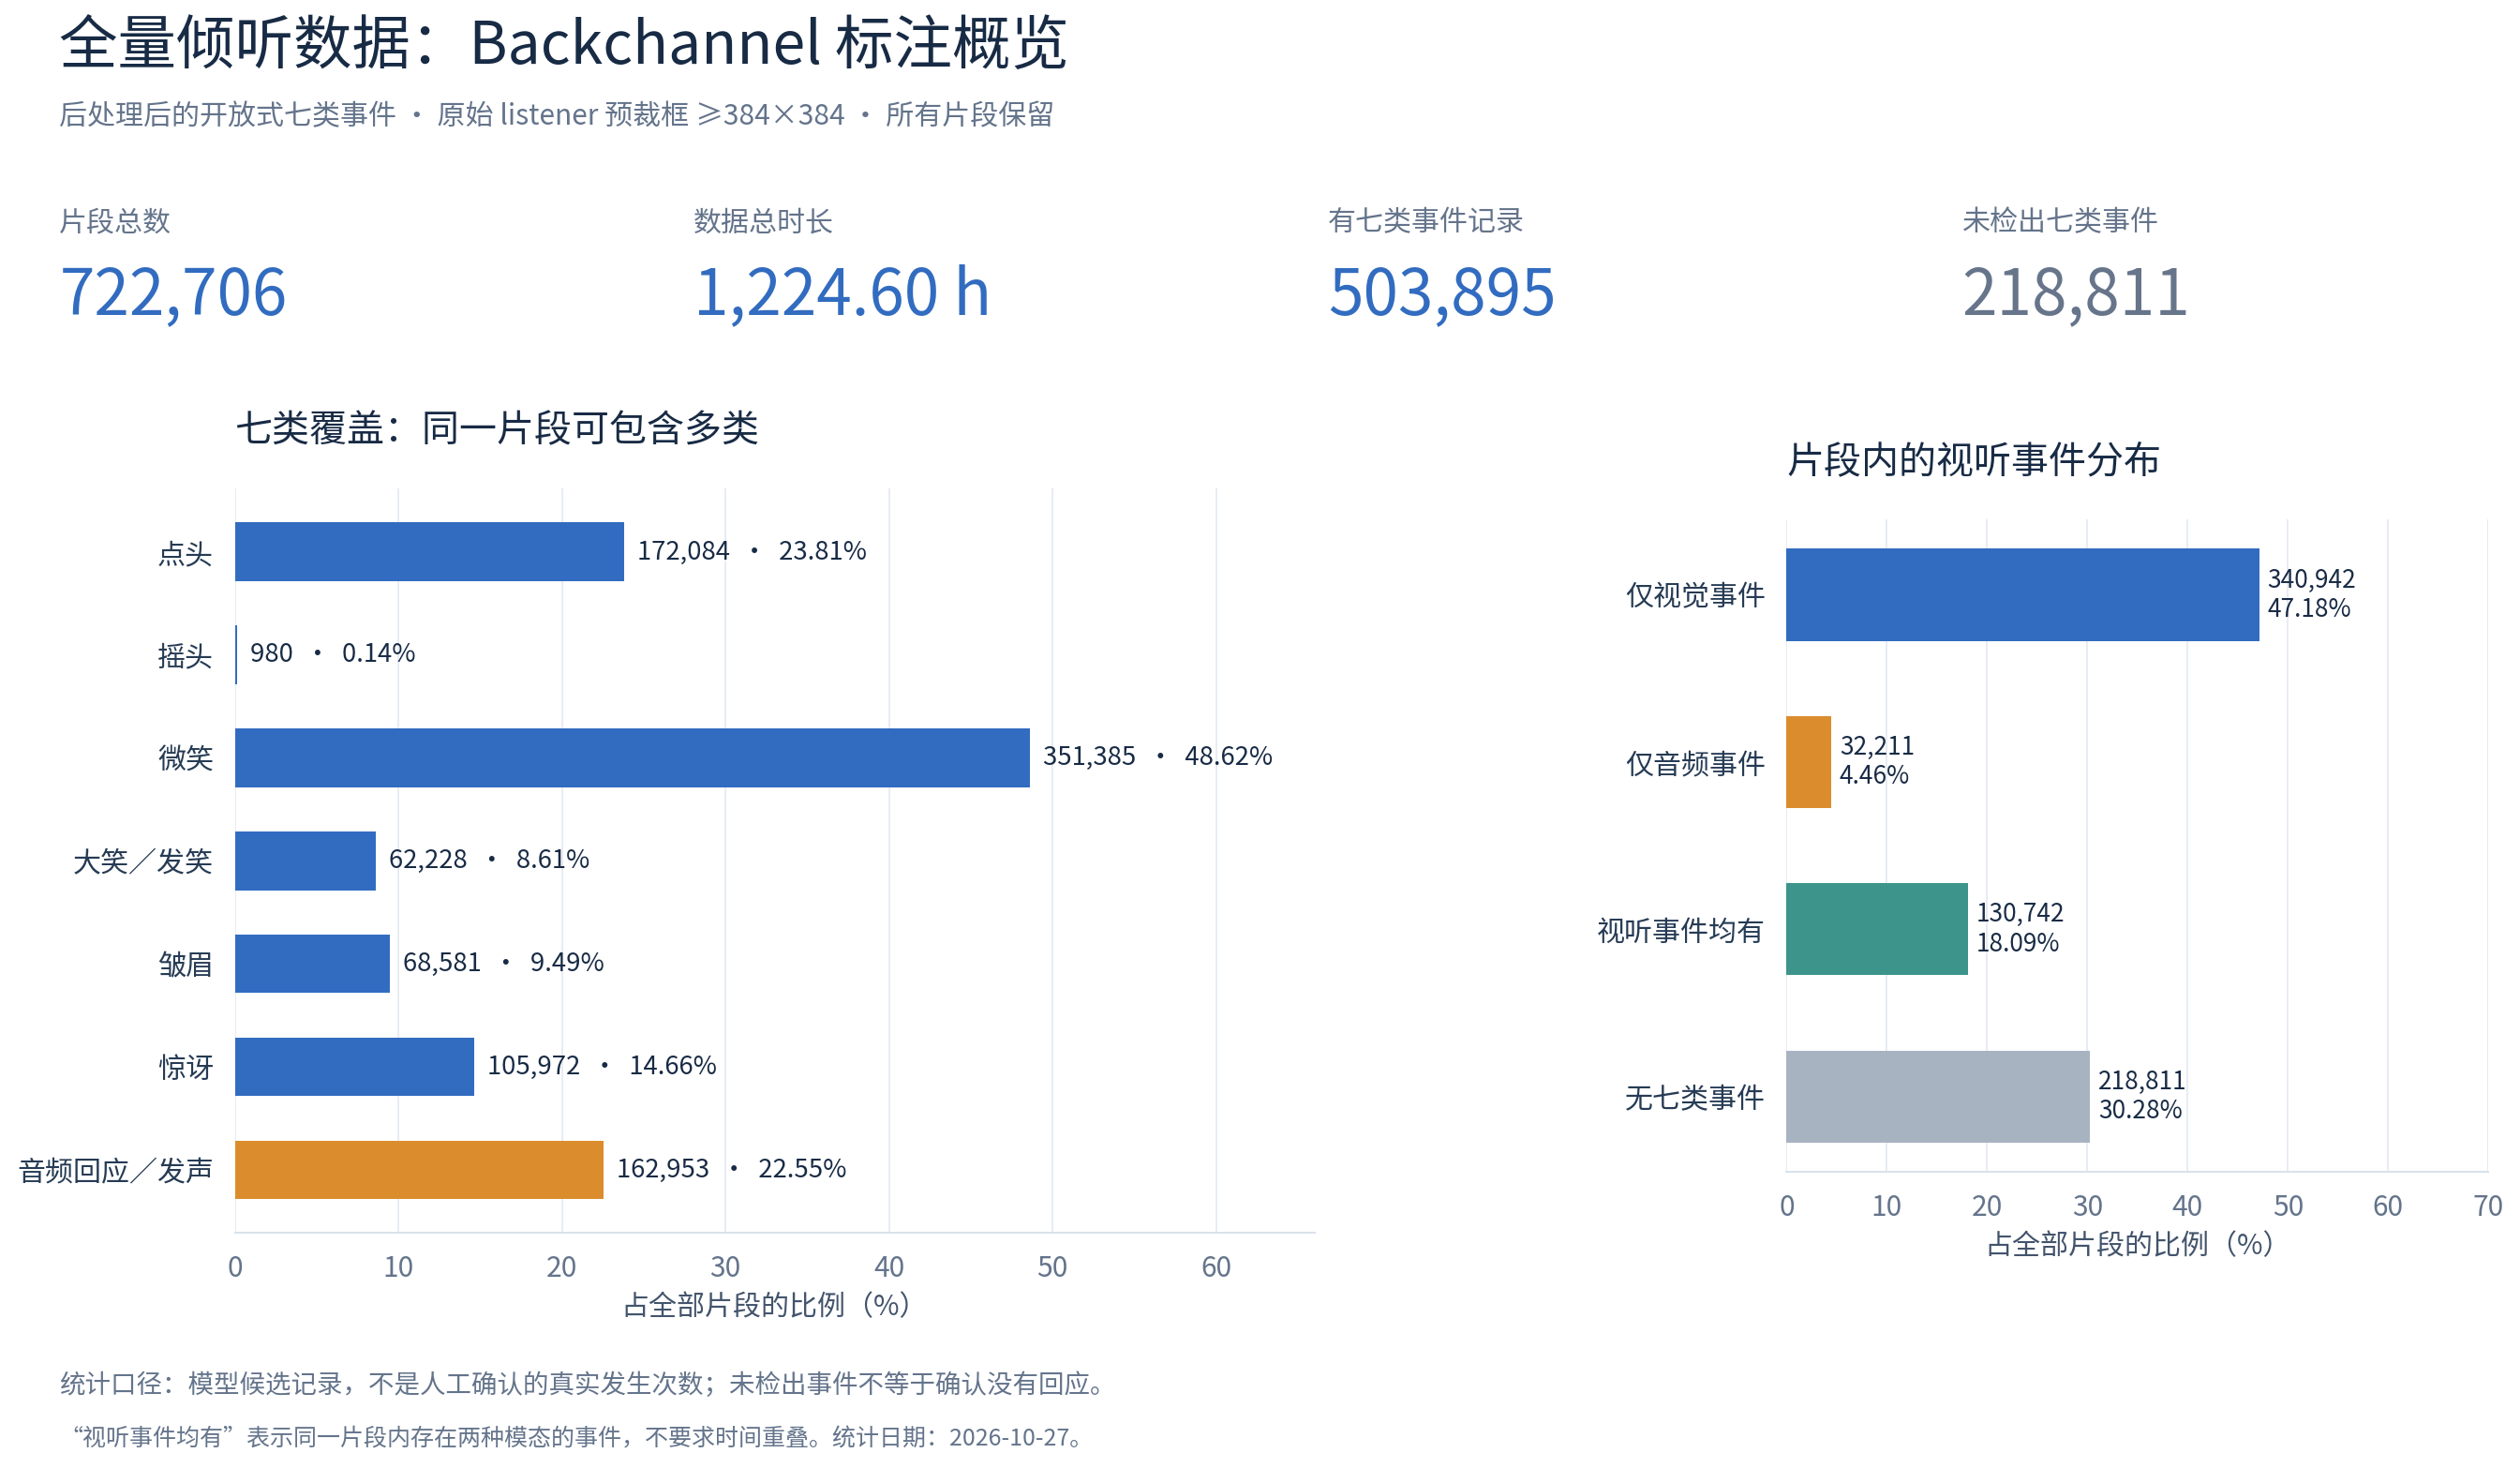 全量倾听数据：Backchannel 标注概览
后处理后的开放式七类事件 · 原始 listener 预裁框 ≥384×384 · 所有片段保留
片段总数
722,706
数据总时长
1,224.60 h
有七类事件记录
503,895
未检出七类事件
218,811
七类覆盖：同一片段可包含多类
点头
172,084 · 23.81%
摇头
980 · 0.14%
微笑
351,385 · 48.62%
大笑／发笑
62,228 · 8.61%
皱眉
68,581 · 9.49%
惊讶
105,972 · 14.66%
音频回应／发声
162,953 · 22.55%
0 10 20 30 40 50 60
占全部片段的比例（%）
片段内的视听事件分布
仅视觉事件
340,942
47.18%
仅音频事件
32,211
4.46%
视听事件均有
130,742
18.09%
无七类事件
218,811
30.28%
0 10 20 30 40 50 60 70
占全部片段的比例（%）
统计口径：模型候选记录，不是人工确认的真实发生次数；未检出事件不等于确认没有回应。
“视听事件均有”表示同一片段内存在两种模态的事件，不要求时间重叠。统计日期：2026-10-27。